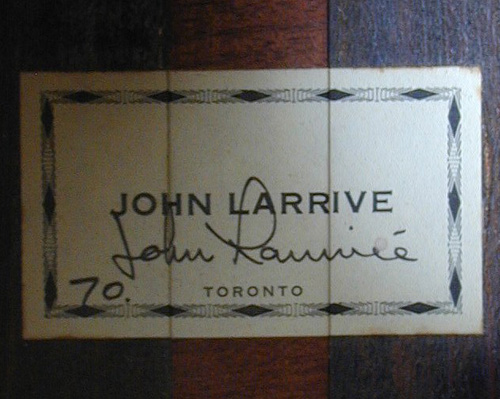 JOHN LARRIVE
John Larrivée
TORONTO
70.